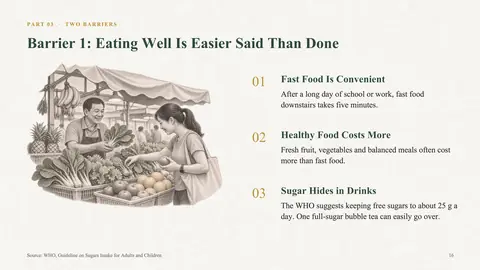 PART 03 · TWO BARRIERS
Barrier 1: Eating Well Is Easier Said Than Done
01
Fast Food Is Convenient
After a long day of school or work, fast food
downstairs takes five minutes.
02
Healthy Food Costs More
Fresh fruit, vegetables and balanced meals often cost
more than fast food.
03
Sugar Hides in Drinks
The WHO suggests keeping free sugars to about 25 g a
day. One full-sugar bubble tea can easily go over.
Source: WHO, Guideline on Sugars Intake for Adults and Children